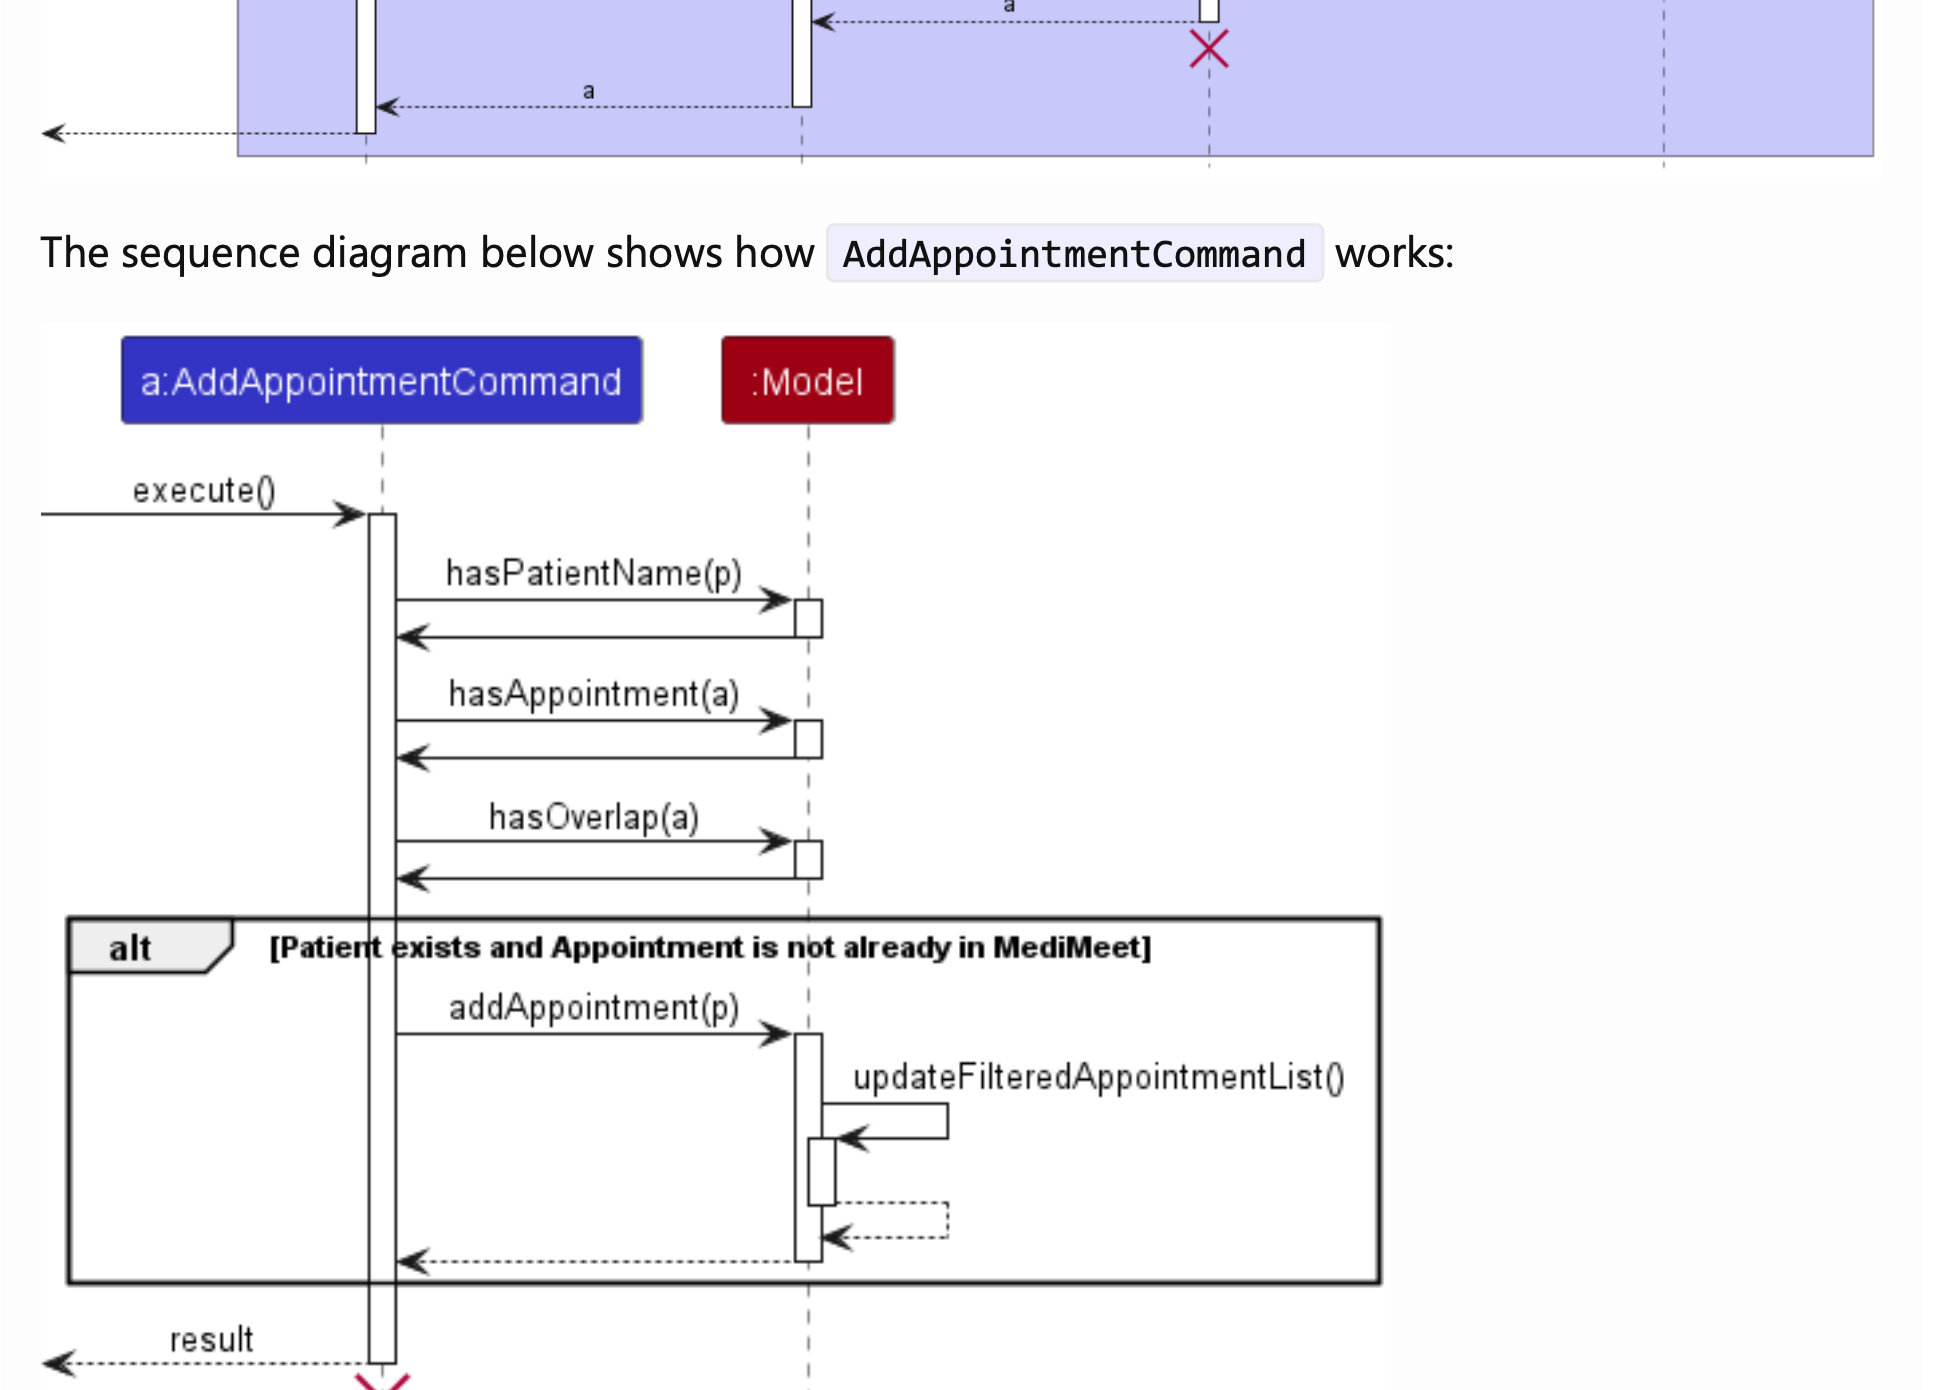 a
a
The sequence diagram below shows how AddAppointmentCommand works:
a:AddAppointmentCommand
:Model
execute()
hasPatientName(p)
hasAppointment(a)
hasOverlap(a)
alt
[Patient exists and Appointment is not already in MediMeet]
addAppointment(p)
updateFilteredAppointmentList()
result